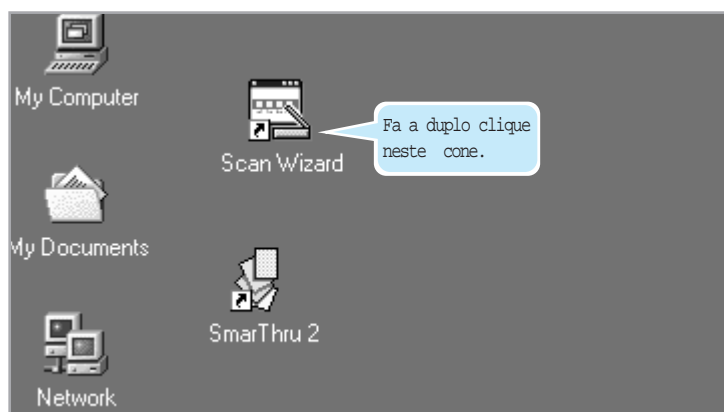 My Computer
Scan Wizard
Fa a duplo clique
neste cone.
My Documents
SmarThru 2
Network